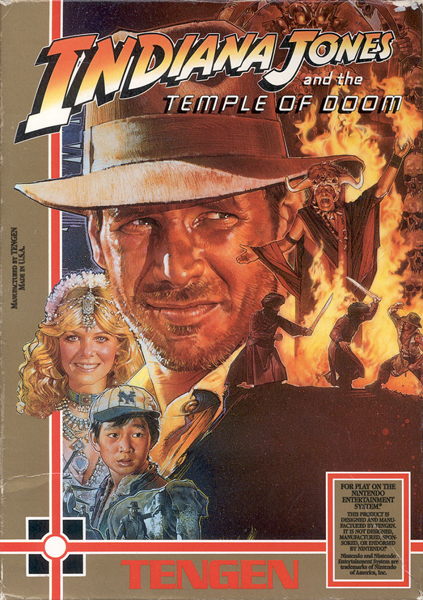 INDIANA JONES
and the
TEMPLE OF DOOM
MANUFACTURED BY TENGEN
MADE IN U.S.A.
NY
FOR PLAY ON THE
NINTENDO
ENTERTAINMENT
SYSTEM®
THIS PRODUCT IS
DESIGNED AND MANU-
FACTURED BY TENGEN.
IT IS NOT DESIGNED,
MANUFACTURED, SPON-
SORED, OR ENDORSED
BY NINTENDO®
Nintendo and Nintendo
Entertainment System are
trademarks of Nintendo
of America, Inc.
TENGEN